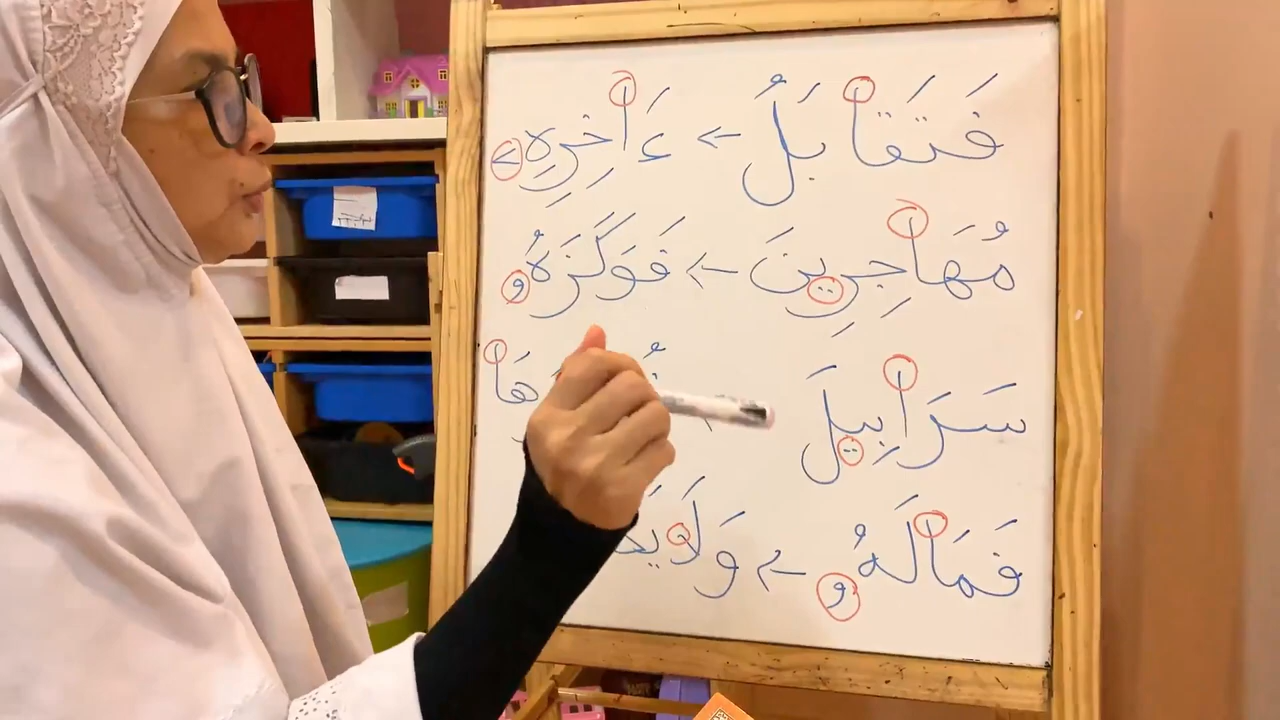 فَتَقَابَلُ ← ءَاخِرِهِۦ
مُهَاجِرِينَ ← فَوَكَزَهُۥ
سَرَابِيلَ هَا
فَمَالَهُۥ ← وَلَا